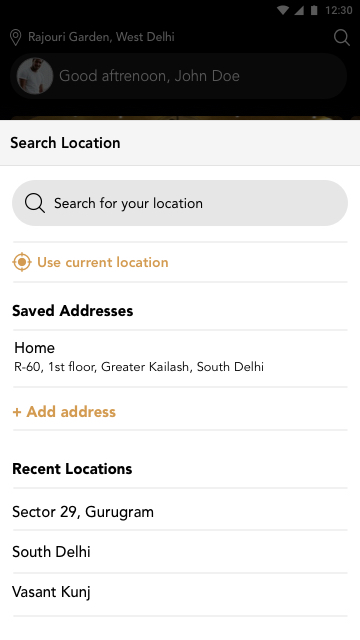 12:30
Rajouri Garden, West Delhi
Good aftrenoon, John Doe
Search Location
Search for your location
Use current location
Saved Addresses
Home
R-60, 1st floor, Greater Kailash, South Delhi
+ Add address
Recent Locations
Sector 29, Gurugram
South Delhi
Vasant Kunj